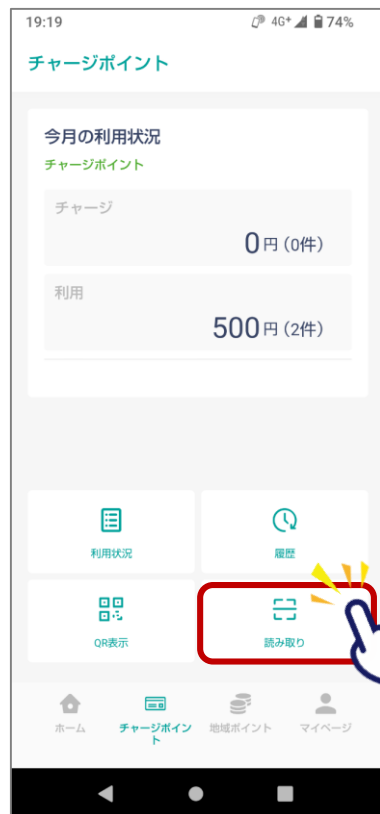 19:19 4G+ 74%
チャージポイント
今月の利用状況
チャージポイント
チャージ
0円(0件)
利用
500円(2件)
利用状況 履歴
QR表示 読み取り
ホーム チャージポイン 地域ポイント マイページ
ト